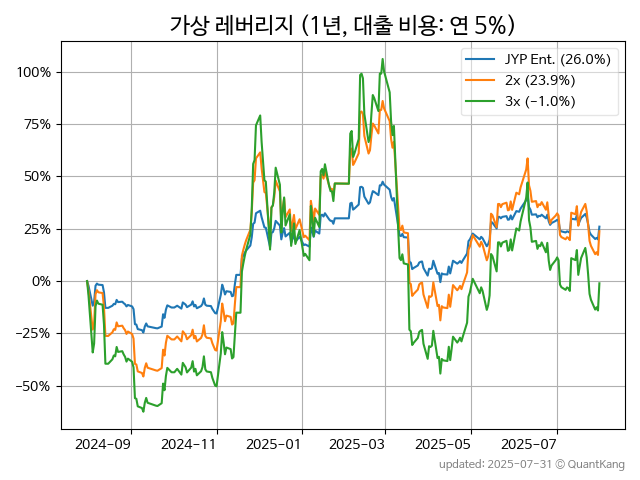 가상 레버리지 (1년, 대출 비용: 연 5%)
JYP Ent. (26.0%)
2x (23.9%)
3x (−1.0%)
100%
75%
50%
25%
0%
−25%
−50%
2024-09
2024-11
2025-01
2025-03
2025-05
2025-07
updated: 2025-07-31 © QuantKang